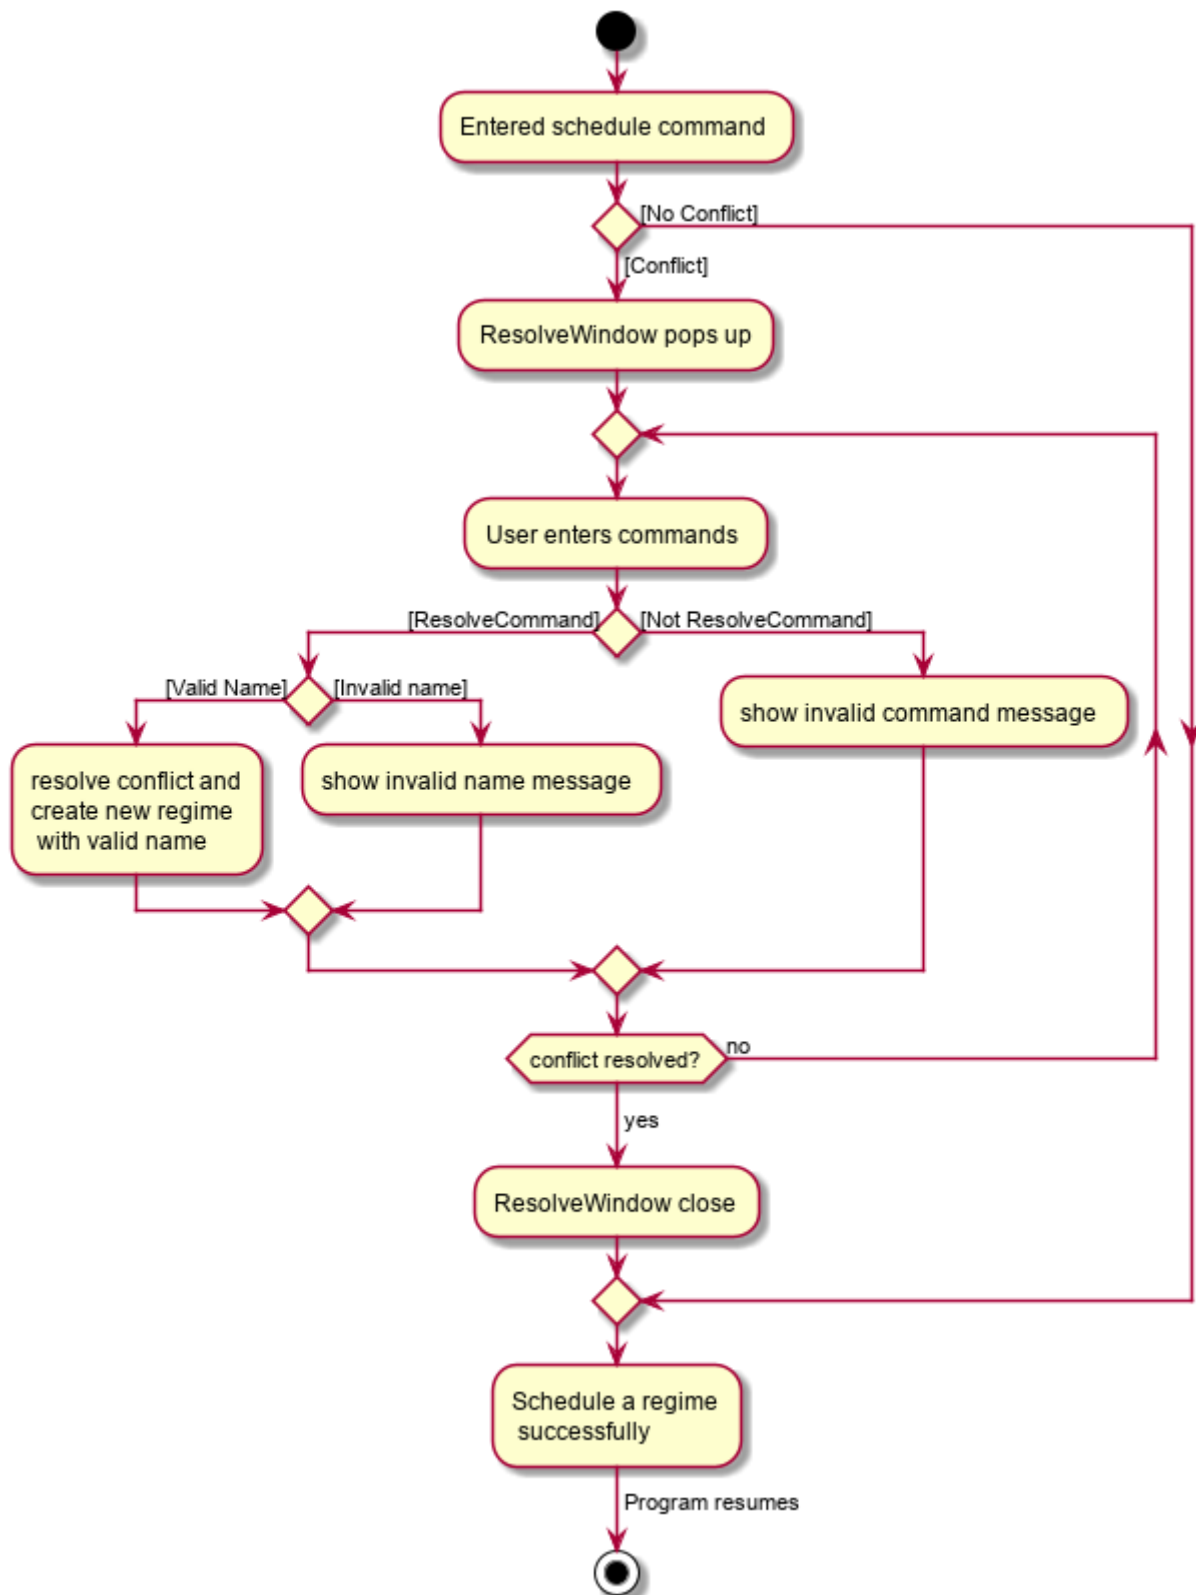 Entered schedule command
[No Conflict]
[Conflict]
ResolveWindow pops up
User enters commands
[ResolveCommand]
[Not ResolveCommand]
[Valid Name]
[Invalid name]
show invalid command message
resolve conflict and
create new regime
with valid name
show invalid name message
conflict resolved?
no
yes
ResolveWindow close
Schedule a regime
successfully
Program resumes